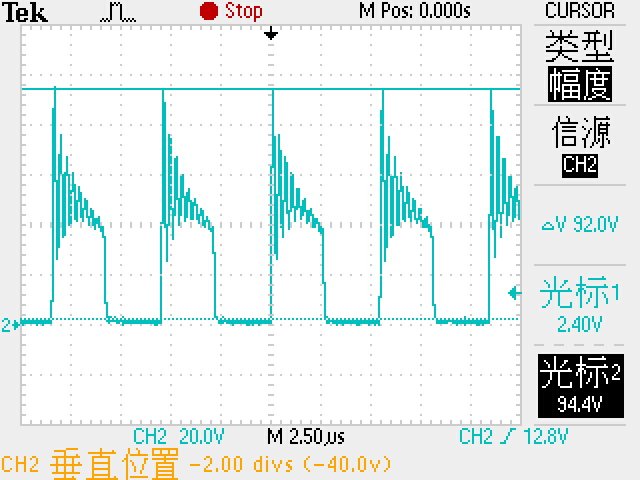 Tek Stop M Pos: 0.000s CURSOR
类型
幅度
信源
CH2
△V 92.0V
光标1
2.40V
2
光标2
94.4V
CH2 20.0V M 2.50µs CH2 12.8V
CH2 垂直位置 -2.00 divs (-40.0v)